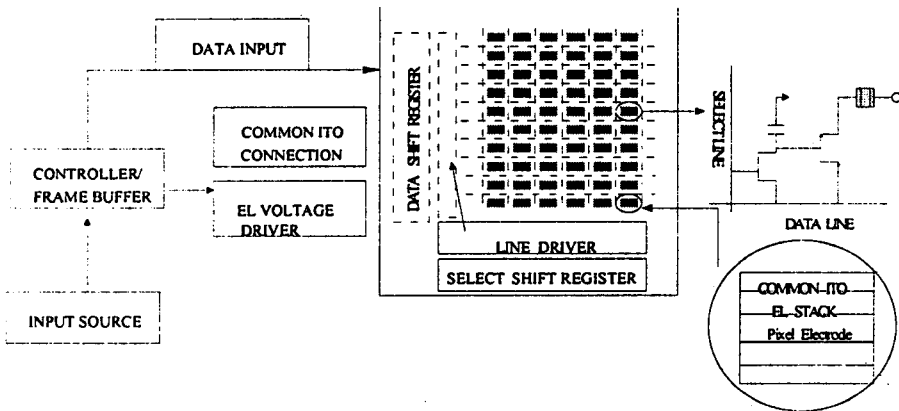 DATA INPUT
COMMON ITO
CONNECTION
CONTROLLER/
FRAME BUFFER
EL VOLTAGE
DRIVER
INPUT SOURCE
DATA SHIFT REGISTER
LINE DRIVER
SELECT SHIFT REGISTER
SELECT LINE
DATA LINE
COMMON ITO
EL STACK
Pixel Electrode